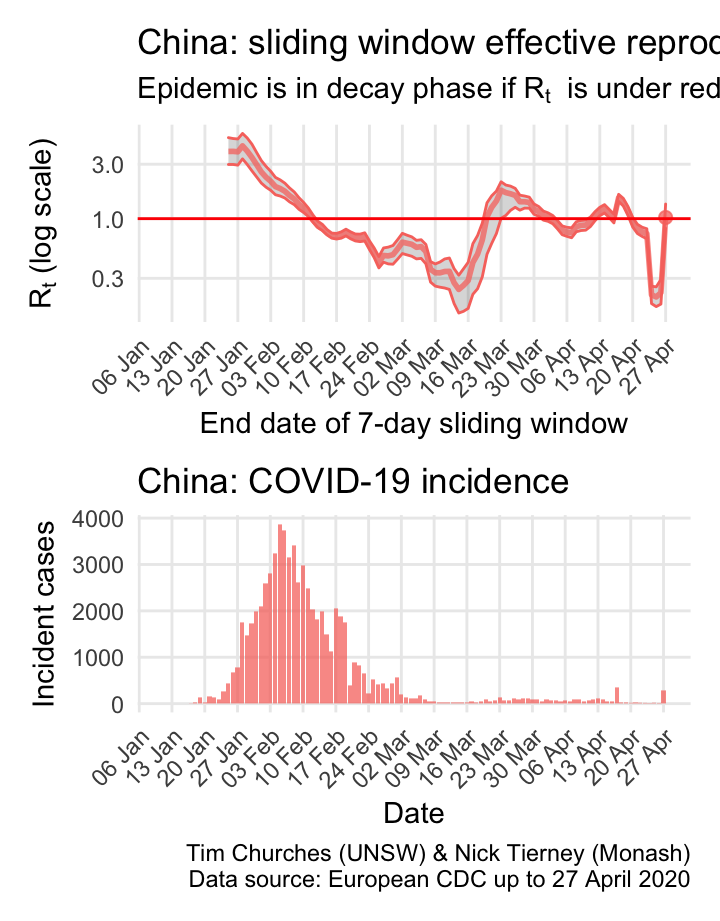 China: sliding window effective reprod
Epidemic is in decay phase if Rt is under red
Rt (log scale)
3.0
1.0
0.3
06 Jan 13 Jan 20 Jan 27 Jan 03 Feb 10 Feb 17 Feb 24 Feb 02 Mar 09 Mar 16 Mar 23 Mar 30 Mar 06 Apr 13 Apr 20 Apr 27 Apr
End date of 7-day sliding window
China: COVID-19 incidence
Incident cases
4000
3000
2000
1000
0
06 Jan 13 Jan 20 Jan 27 Jan 03 Feb 10 Feb 17 Feb 24 Feb 02 Mar 09 Mar 16 Mar 23 Mar 30 Mar 06 Apr 13 Apr 20 Apr 27 Apr
Date
Tim Churches (UNSW) & Nick Tierney (Monash)
Data source: European CDC up to 27 April 2020